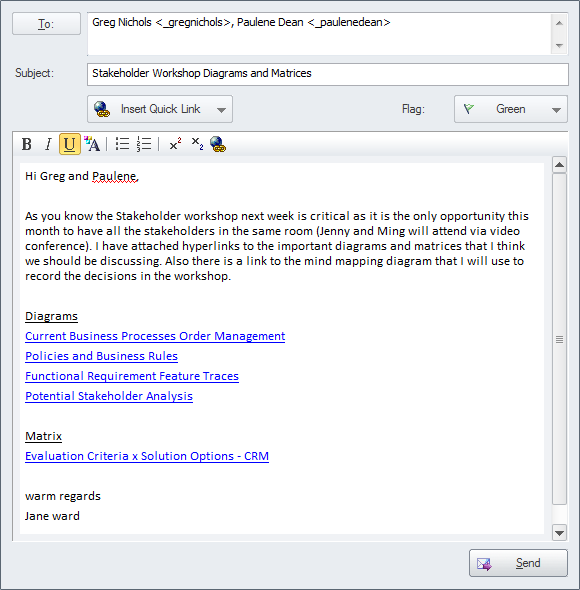 To:
Greg Nichols <_gregnichols>, Paulene Dean <_paulenedean>
Subject:
Stakeholder Workshop Diagrams and Matrices
Insert Quick Link
Flag:
Green
B I U A x² x₂
Hi Greg and Paulene,
As you know the Stakeholder workshop next week is critical as it is the only opportunity this
month to have all the stakeholders in the same room (Jenny and Ming will attend via video
conference). I have attached hyperlinks to the important diagrams and matrices that I think
we should be discussing. Also there is a link to the mind mapping diagram that I will use to
record the decisions in the workshop.
Diagrams
Current Business Processes Order Management
Policies and Business Rules
Functional Requirement Feature Traces
Potential Stakeholder Analysis
Matrix
Evaluation Criteria x Solution Options - CRM
warm regards
Jane ward
Send